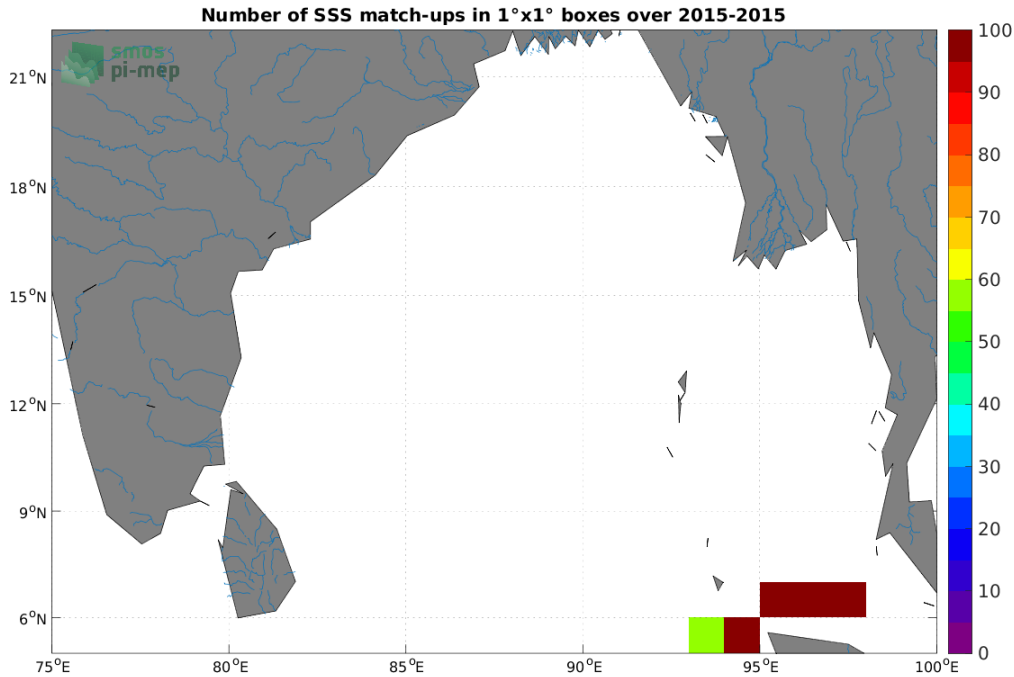 Number of SSS match-ups in 1°x1° boxes over 2015-2015
smos
pi-mep
21°N
18°N
15°N
12°N
9°N
6°N
75°E
80°E
85°E
90°E
95°E
100°E
100
90
80
70
60
50
40
30
20
10
0